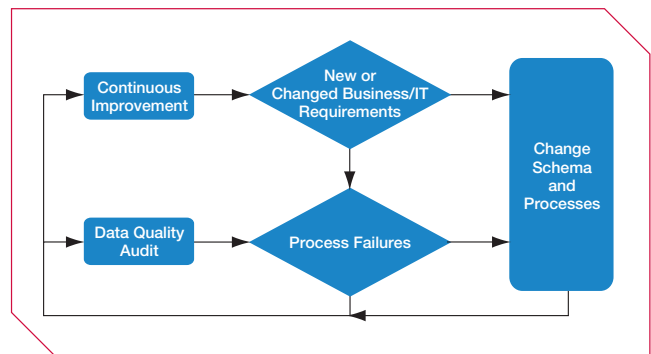 Continuous
Improvement
New or
Changed Business/IT
Requirements
Change
Schema
and
Processes
Data Quality
Audit
Process Failures